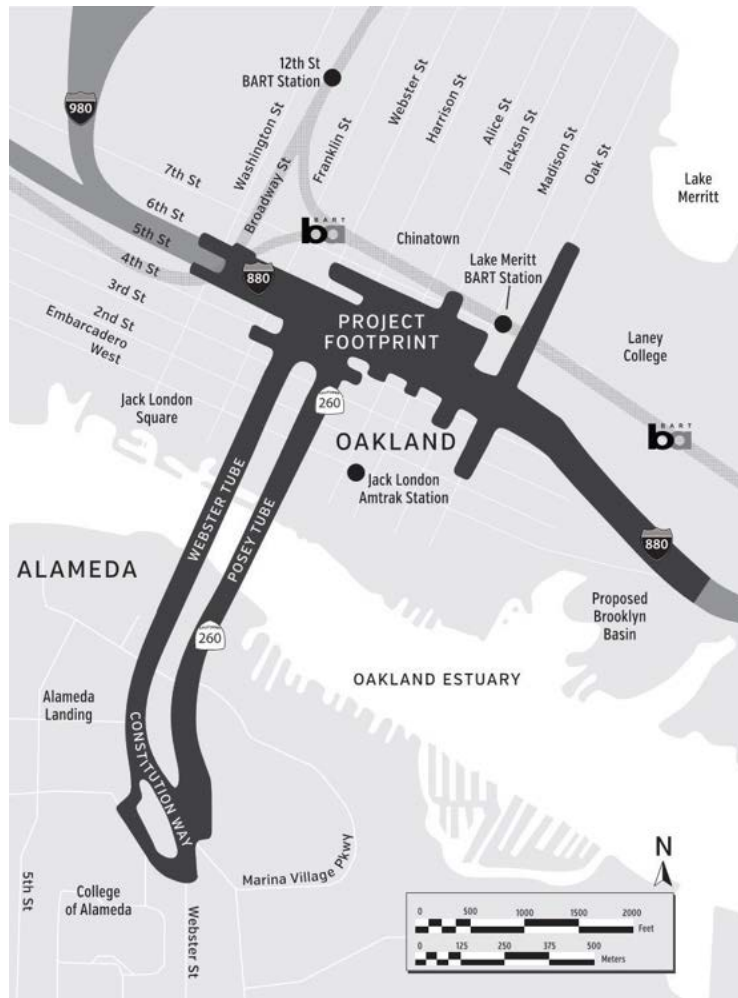 980
12th St
BART Station
Washington St
Broadway St
Franklin St
Webster St
Harrison St
Alice St
Jackson St
Madison St
Oak St
Lake
Merritt
7th St
6th St
5th St
4th St
3rd St
2nd St
Embarcadero
West
BART
ba
Chinatown
Lake Merritt
BART Station
880
PROJECT
FOOTPRINT
Laney
College
Jack London
Square
260
OAKLAND
BART
ba
Jack London
Amtrak Station
WEBSTER TUBE
POSEY TUBE
880
ALAMEDA
Proposed
Brooklyn
Basin
260
OAKLAND ESTUARY
Alameda
Landing
CONSTITUTION WAY
Marina Village Pkwy
5th St
College
of Alameda
Webster St
N
0 500 1000 1500 2000
Feet
0 125 250 375 500
Meters